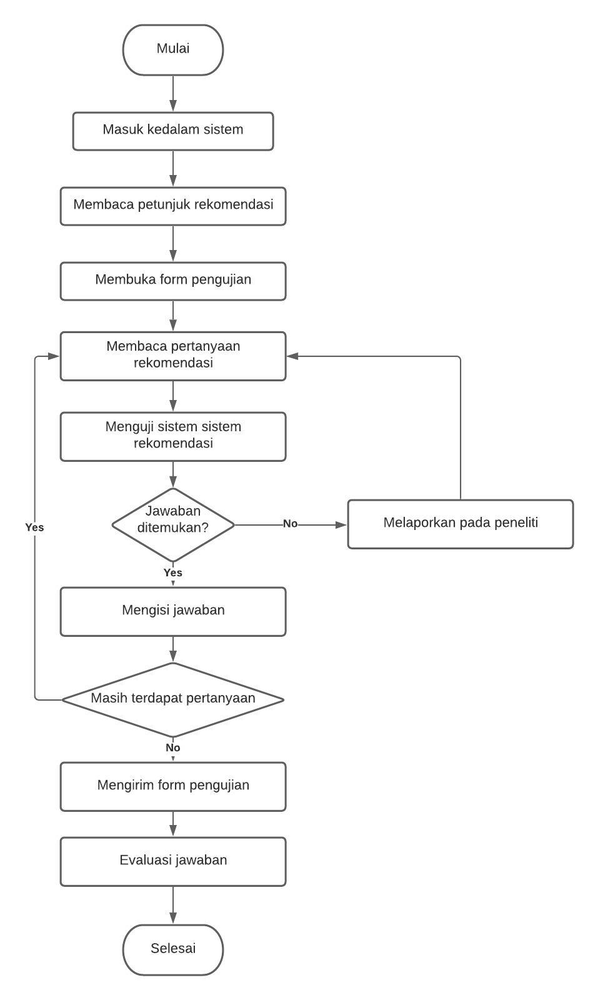 Mulai
Masuk kedalam sistem
Membaca petunjuk rekomendasi
Membuka form pengujian
Membaca pertanyaan
rekomendasi
Menguji sistem sistem
rekomendasi
Jawaban
ditemukan?
No
Melaporkan pada peneliti
Yes
Yes
Mengisi jawaban
Masih terdapat pertanyaan
No
Mengirim form pengujian
Evaluasi jawaban
Selesai